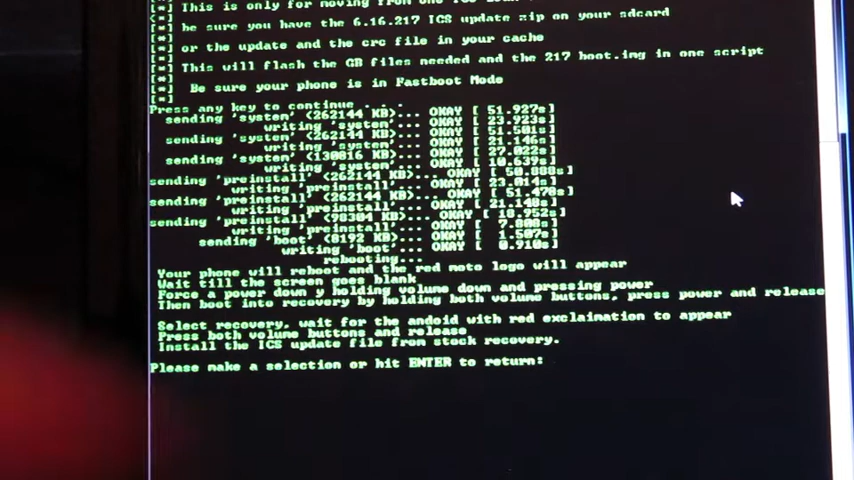 [*] This is only for moving from one ICS
[*] be sure you have the 6.16.217 ICS update zip on your sdcard
[*] or the update and the crc file in your cache
[*] This will flash the GB files needed and the 217 boot.img in one script
[*] Be sure your phone is in Fastboot Mode
[*]
Press any key to continue . . .
sending 'system' (262144 KB)... OKAY [ 51.927s]
writing 'system'... OKAY [ 23.923s]
sending 'system' (262144 KB)... OKAY [ 51.501s]
writing 'system'... OKAY [ 21.146s]
sending 'system' (130816 KB)... OKAY [ 27.022s]
writing 'system'... OKAY [ 10.639s]
sending 'preinstall' (262144 KB)... OKAY [ 50.888s]
writing 'preinstall'... OKAY [ 23.014s]
sending 'preinstall' (262144 KB)... OKAY [ 51.478s]
writing 'preinstall'... OKAY [ 21.140s]
sending 'preinstall' (98304 KB)... OKAY [ 18.952s]
writing 'preinstall'... OKAY [ 7.808s]
sending 'boot' (8192 KB)... OKAY [ 1.587s]
writing 'boot'... OKAY [ 0.910s]
rebooting...
Your phone will reboot and the red moto logo will appear
Wait till the screen goes blank
Force a power down y holding volume down and pressing power
Then boot into recovery by holding both volume buttons, press power and release
Select recovery, wait for the andoid with red exclaimation to appear
Press both volume buttons and release
Install the ICS update file from stock recovery.
Please make a selection or hit ENTER to return: